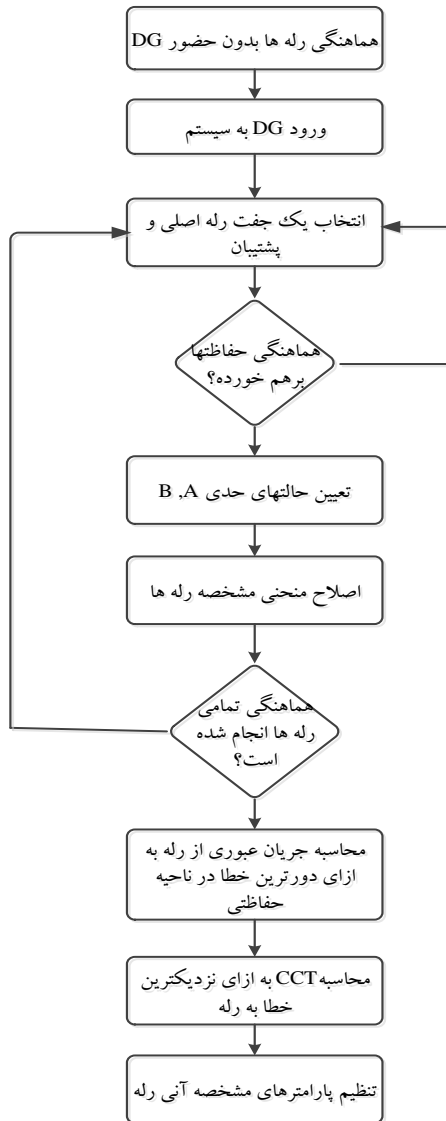 هماهنگی رله ها بدون حضور DG
ورود DG به سیستم
انتخاب یک جفت رله اصلی و
پشتیبان
هماهنگی حفاظتها
برهم خورده؟
تعیین حالتهای حدی B ,A
اصلاح منحنی مشخصه رله ها
هماهنگی تمامی
رله ها انجام شده
است؟
محاسبه جریان عبوری از رله به
ازای دورترین خطا در ناحیه
حفاظتی
محاسبه CCT به ازای نزدیکترین
خطا به رله
تنظیم پارامترهای مشخصه آنی رله